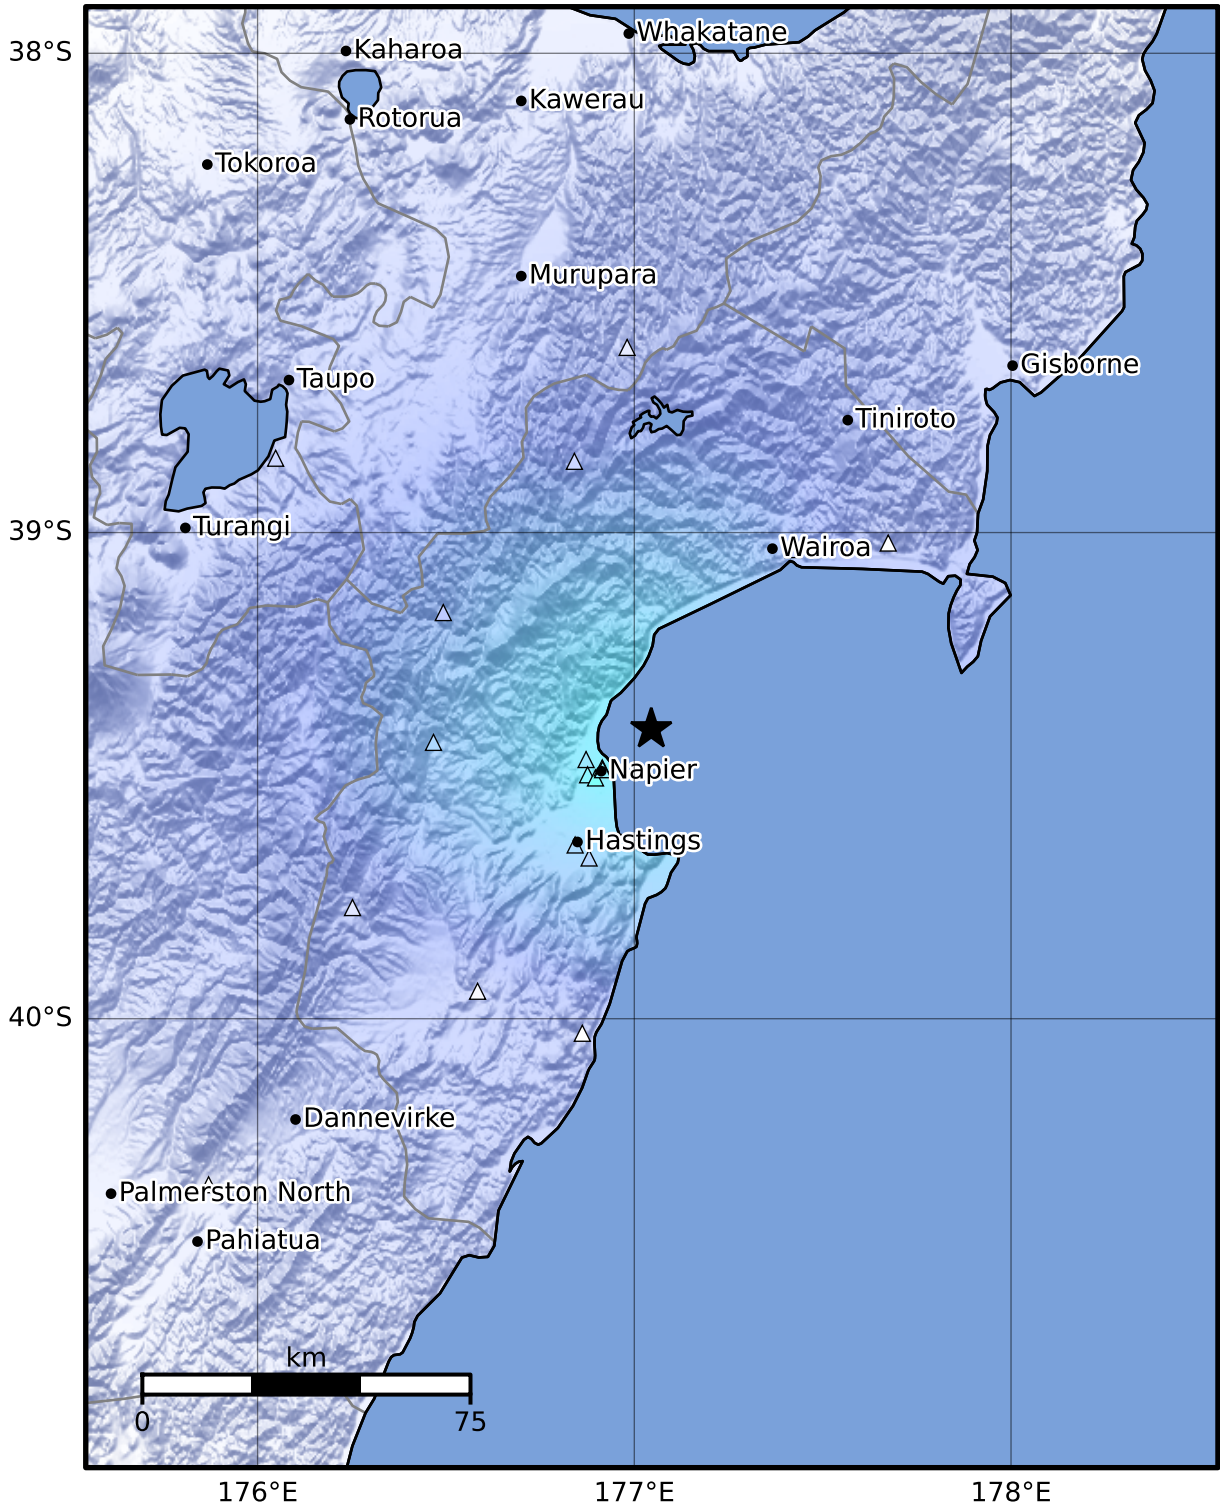 Whakatane
38°S
Kaharoa
Kawerau
Rotorua
Tokoroa
Murupara
Gisborne
Taupo
Tiniroto
Turangi
39°S
Wairoa
Napier
Hastings
40°S
Dannevirke
Palmerston North
Pahiatua
km
0
75
176°E
177°E
178°E